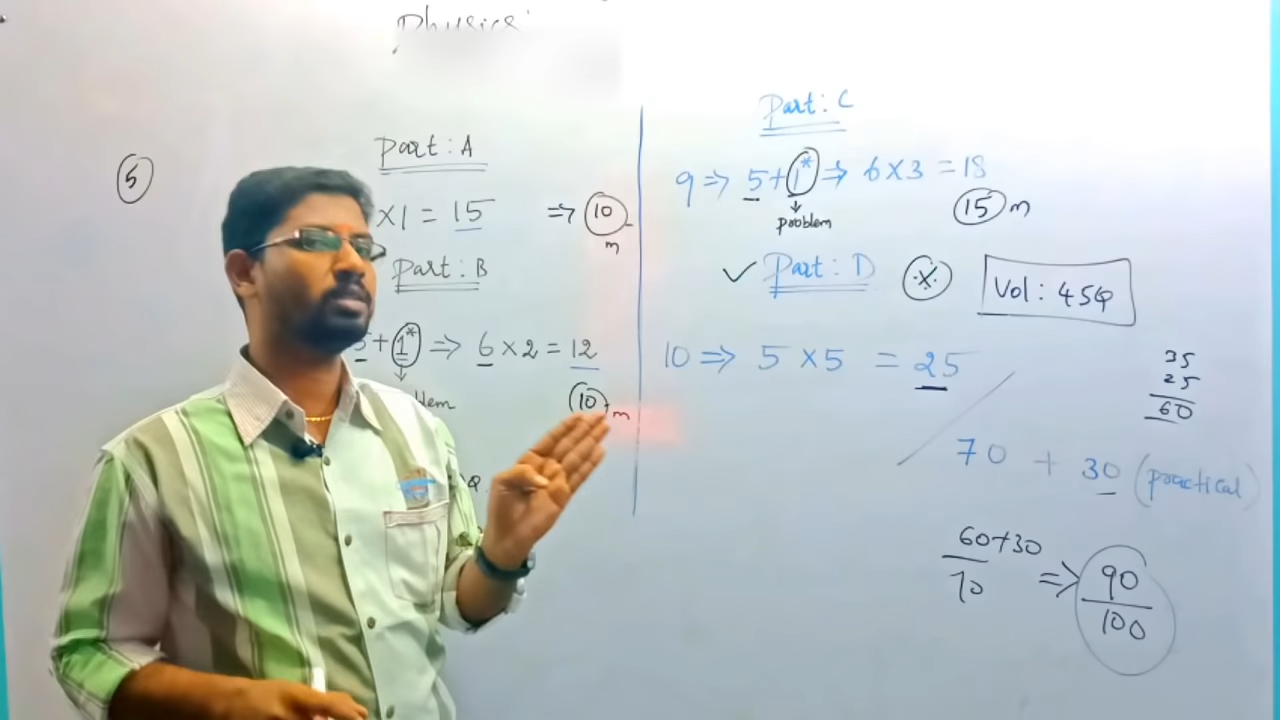 Physics
Part : A
5
x1 = 15 ⇒ 10 m
Part : B
5+1* ⇒ 6 x 2 = 12
10 m
Q.
Part : C
9 ⇒ 5+1* ⇒ 6 x 3 = 18
problem
15 m
✓ Part : D
Vol : 45Q
10 ⇒ 5 x 5 = 25
35
25
60
70 + 30 (practical)
60+30
70
⇒ 90
100